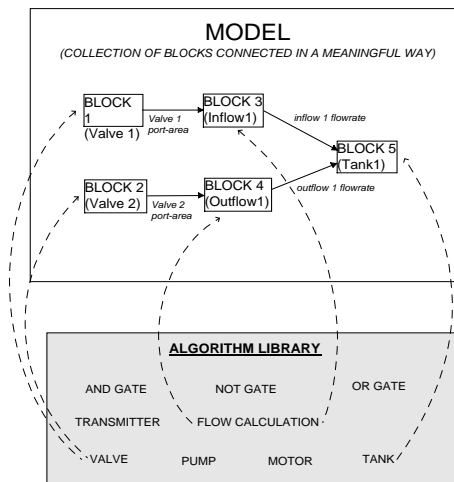 MODEL
(COLLECTION OF BLOCKS CONNECTED IN A MEANINGFUL WAY)
BLOCK
1
(Valve 1)
Valve 1
port-area
BLOCK 3
(Inflow1)
inflow 1 flowrate
BLOCK 5
(Tank1)
BLOCK 2
(Valve 2)
Valve 2
port-area
BLOCK 4
(Outflow1)
outflow 1 flowrate
ALGORITHM LIBRARY
AND GATE NOT GATE OR GATE
TRANSMITTER FLOW CALCULATION
VALVE PUMP MOTOR TANK